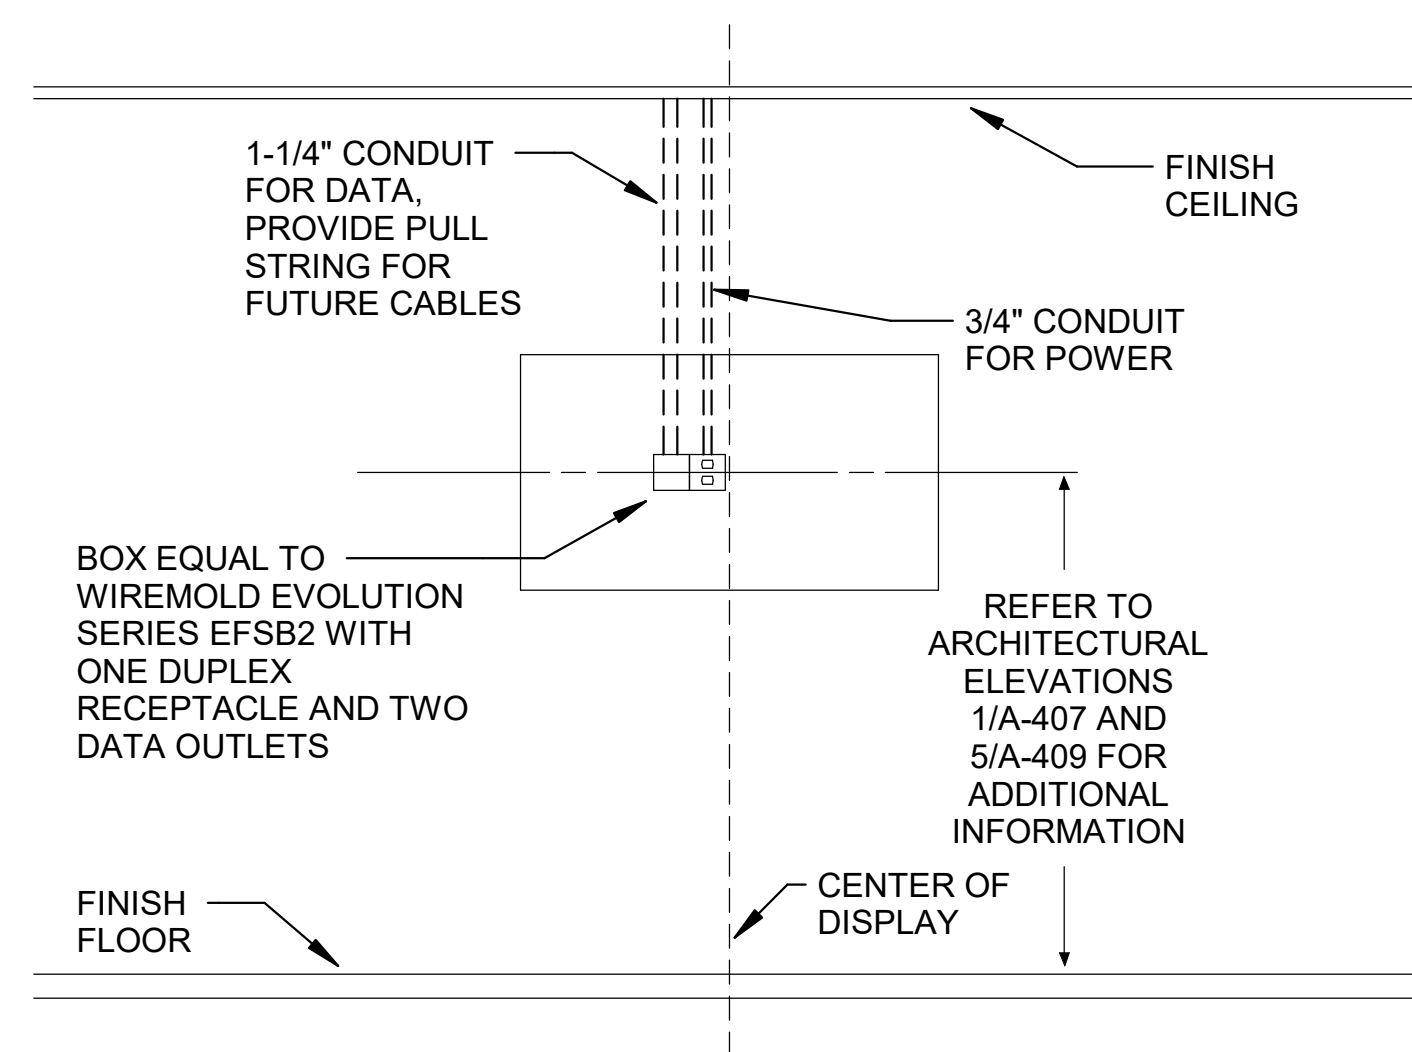 1-1/4" CONDUIT
FOR DATA,
PROVIDE PULL
STRING FOR
FUTURE CABLES
FINISH
CEILING
3/4" CONDUIT
FOR POWER
BOX EQUAL TO
WIREMOLD EVOLUTION
SERIES EFSB2 WITH
ONE DUPLEX
RECEPTACLE AND TWO
DATA OUTLETS
REFER TO
ARCHITECTURAL
ELEVATIONS
1/A-407 AND
5/A-409 FOR
ADDITIONAL
INFORMATION
FINISH
FLOOR
CENTER OF
DISPLAY